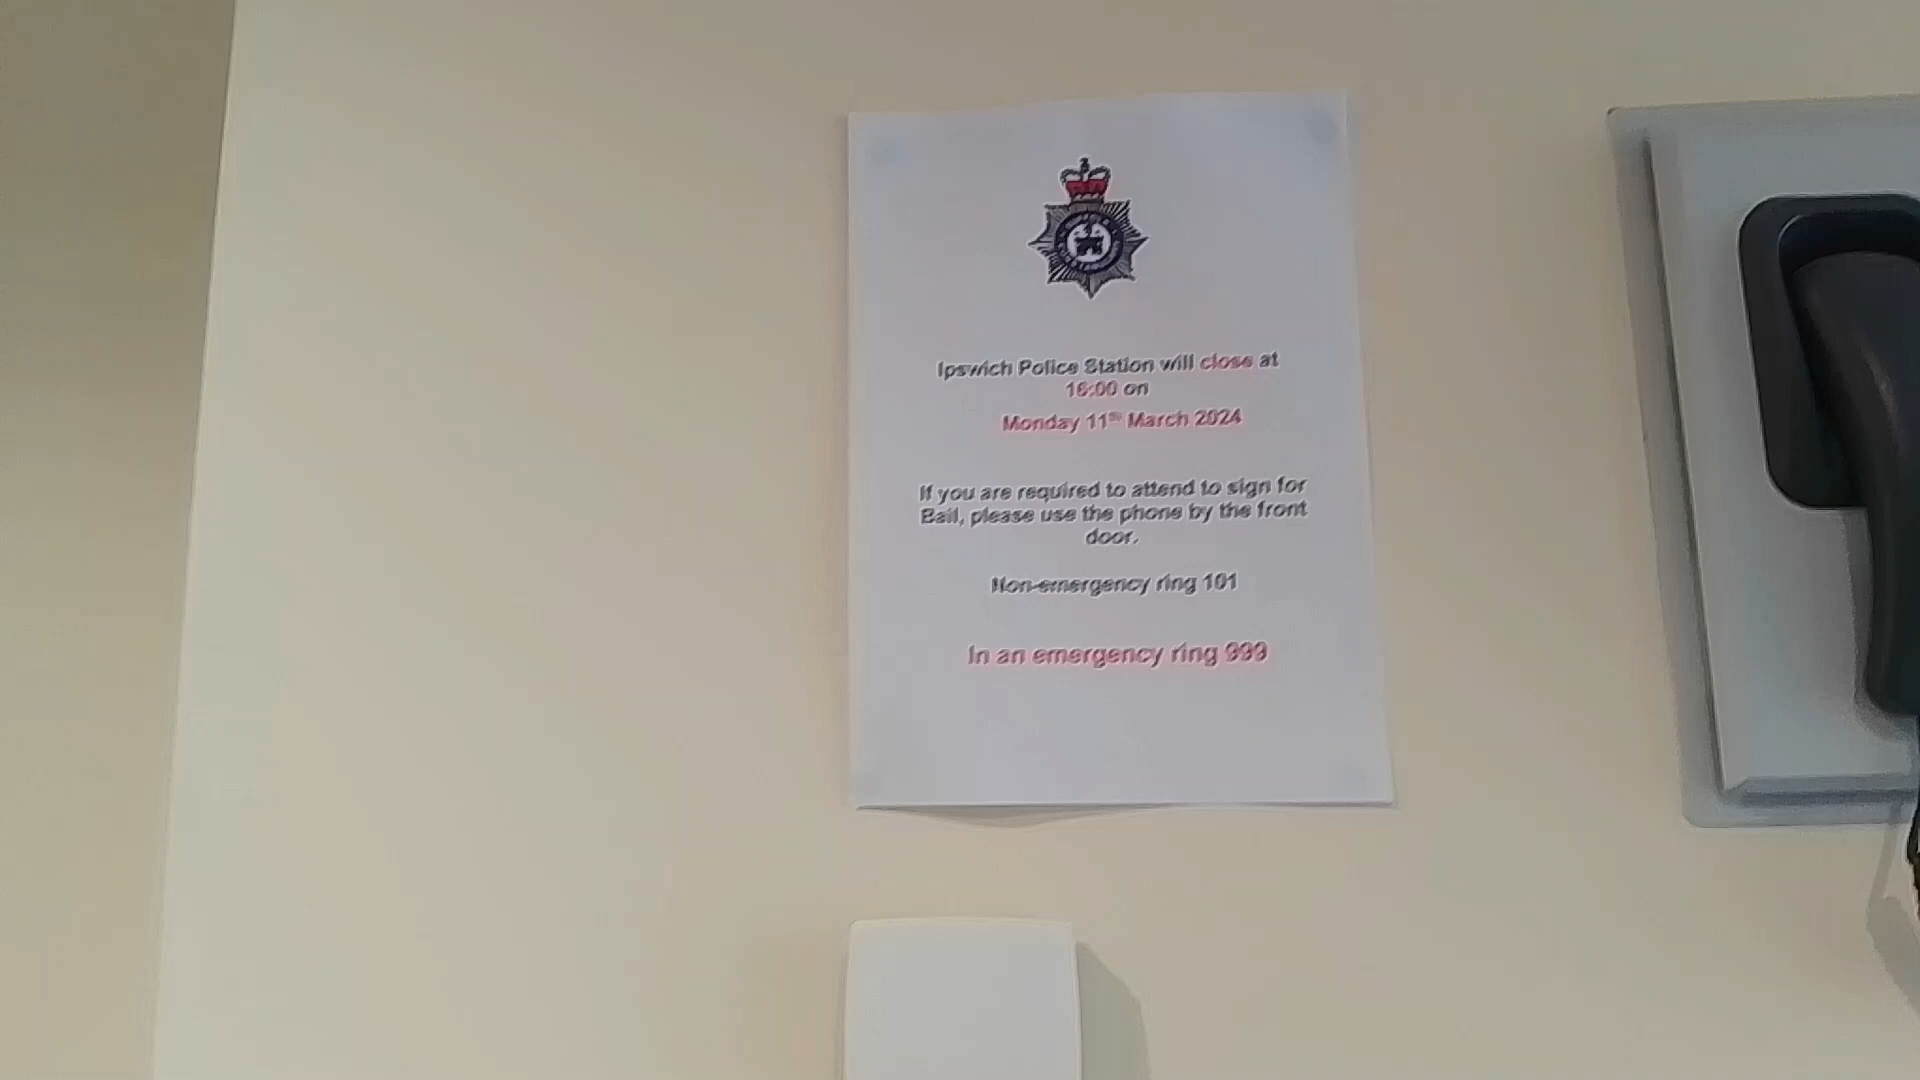 Ipswich Police Station will close at
16:00 on
Monday 11th March 2024
If you are required to attend to sign for
Bail, please use the phone by the front
door.
Non-emergency ring 101
In an emergency ring 999